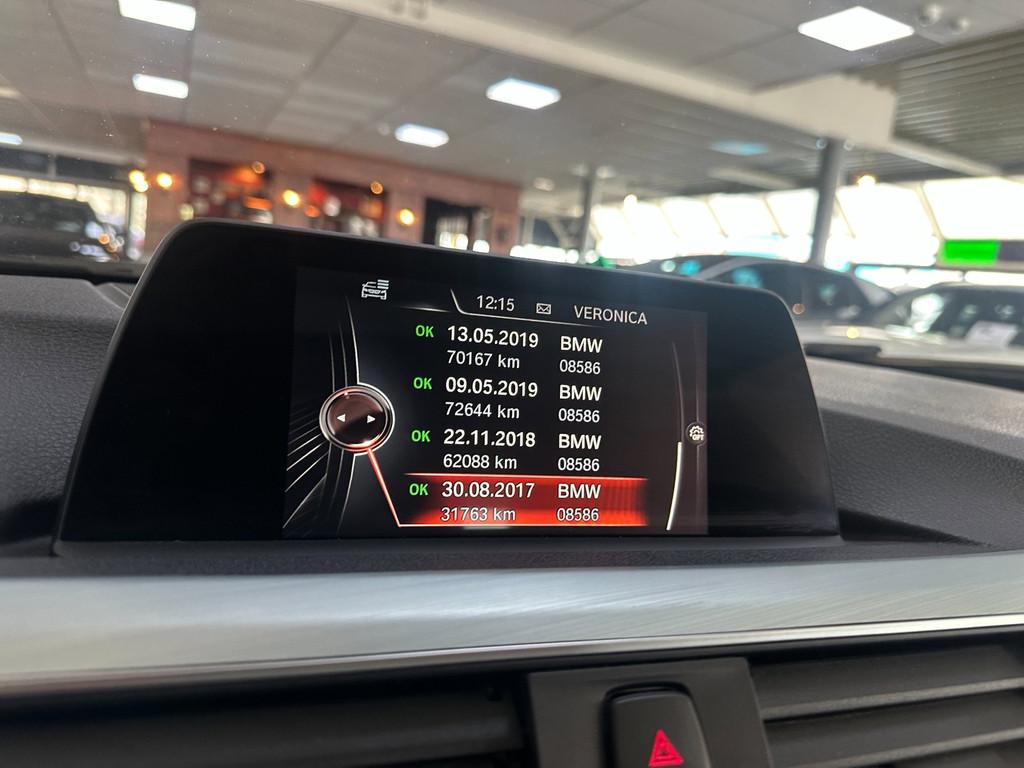 12:15 VERONICA
OK 13.05.2019 BMW
70167 km 08586
OK 09.05.2019 BMW
72644 km 08586
OK 22.11.2018 BMW
62088 km 08586
OK 30.08.2017 BMW
31763 km 08586
OPT